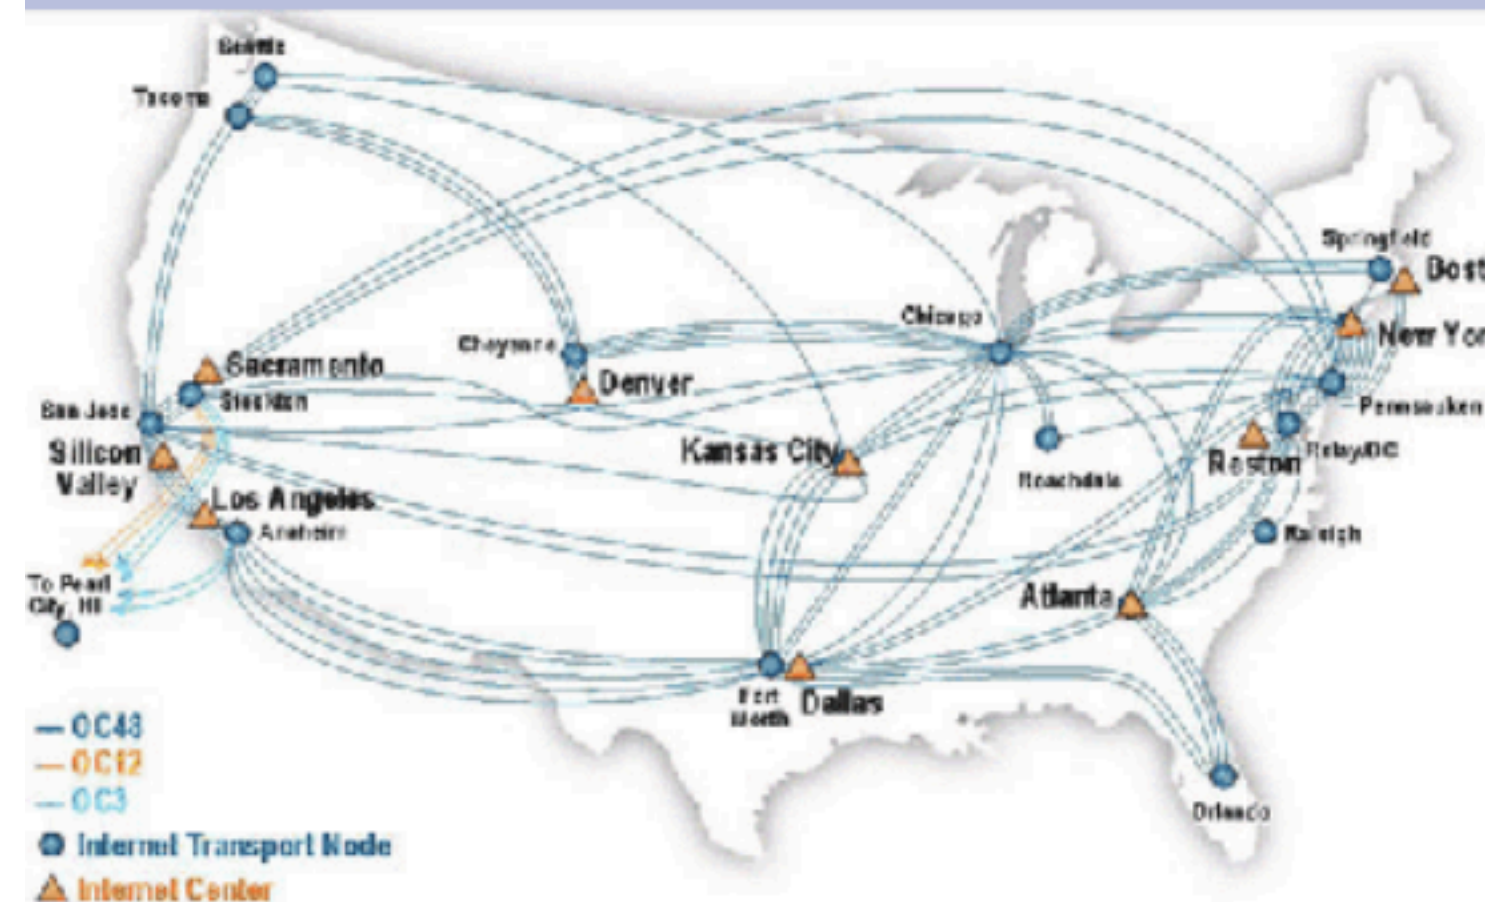 Seattle
Tacoma
Springfield
Bost
Chicago
New Yor
Cheyenne
Sacramento
Denver
Stockton
San Jose
Pennsauken
Silicon
Valley
Kansas City
Relay/DC
Reston
Roachdale
Los Angeles
Anaheim
Raleigh
To Pearl
City, HI
Atlanta
Fort
Worth
Dallas
OC48
OC12
OC3
Orlando
Internet Transport Node
Internet Center